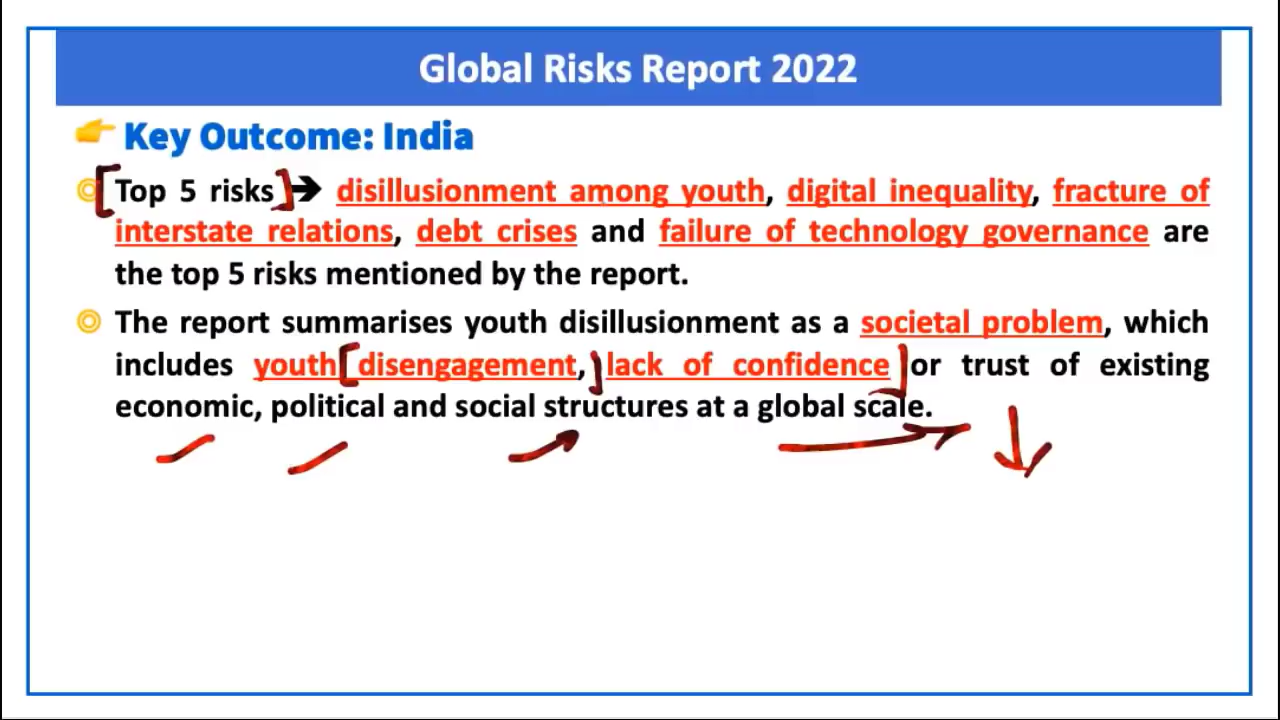 Global Risks Report 2022
Key Outcome: India
Top 5 risks → disillusionment among youth, digital inequality, fracture of
interstate relations, debt crises and failure of technology governance are
the top 5 risks mentioned by the report.
The report summarises youth disillusionment as a societal problem, which
includes youth disengagement, lack of confidence or trust of existing
economic, political and social structures at a global scale.